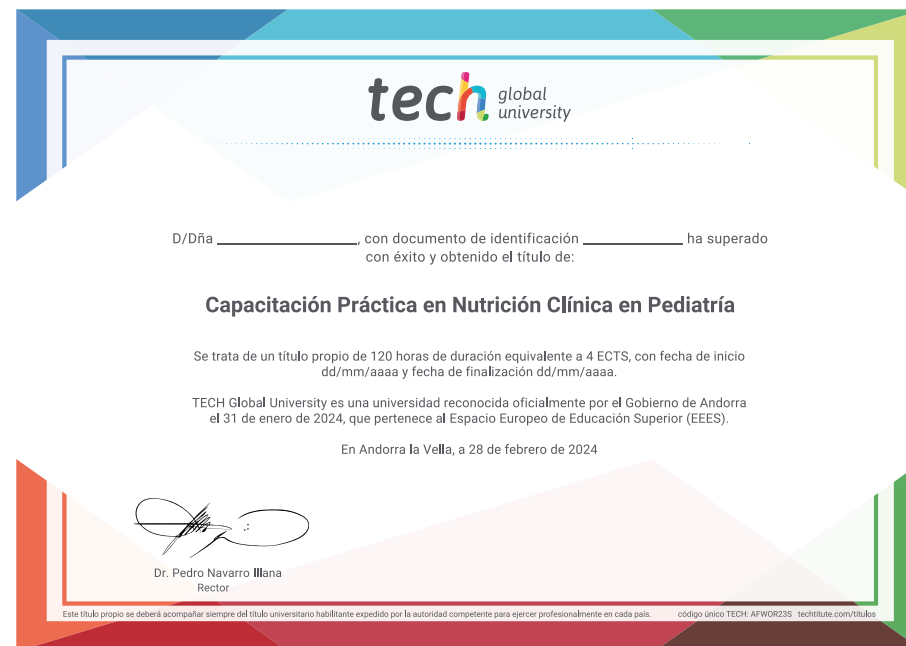 tech global university
D/Dña ____________________, con documento de identificación ______________ ha superado
con éxito y obtenido el título de:
Capacitación Práctica en Nutrición Clínica en Pediatría
Se trata de un título propio de 120 horas de duración equivalente a 4 ECTS, con fecha de inicio
dd/mm/aaaa y fecha de finalización dd/mm/aaaa.
TECH Global University es una universidad reconocida oficialmente por el Gobierno de Andorra
el 31 de enero de 2024, que pertenece al Espacio Europeo de Educación Superior (EEES).
En Andorra la Vella, a 28 de febrero de 2024
Dr. Pedro Navarro Illana
Rector
Este título propio se deberá acompañar siempre del título universitario habilitante expedido por la autoridad competente para ejercer profesionalmente en cada país. código único TECH: AFWOR23S techtitute.com/titulos